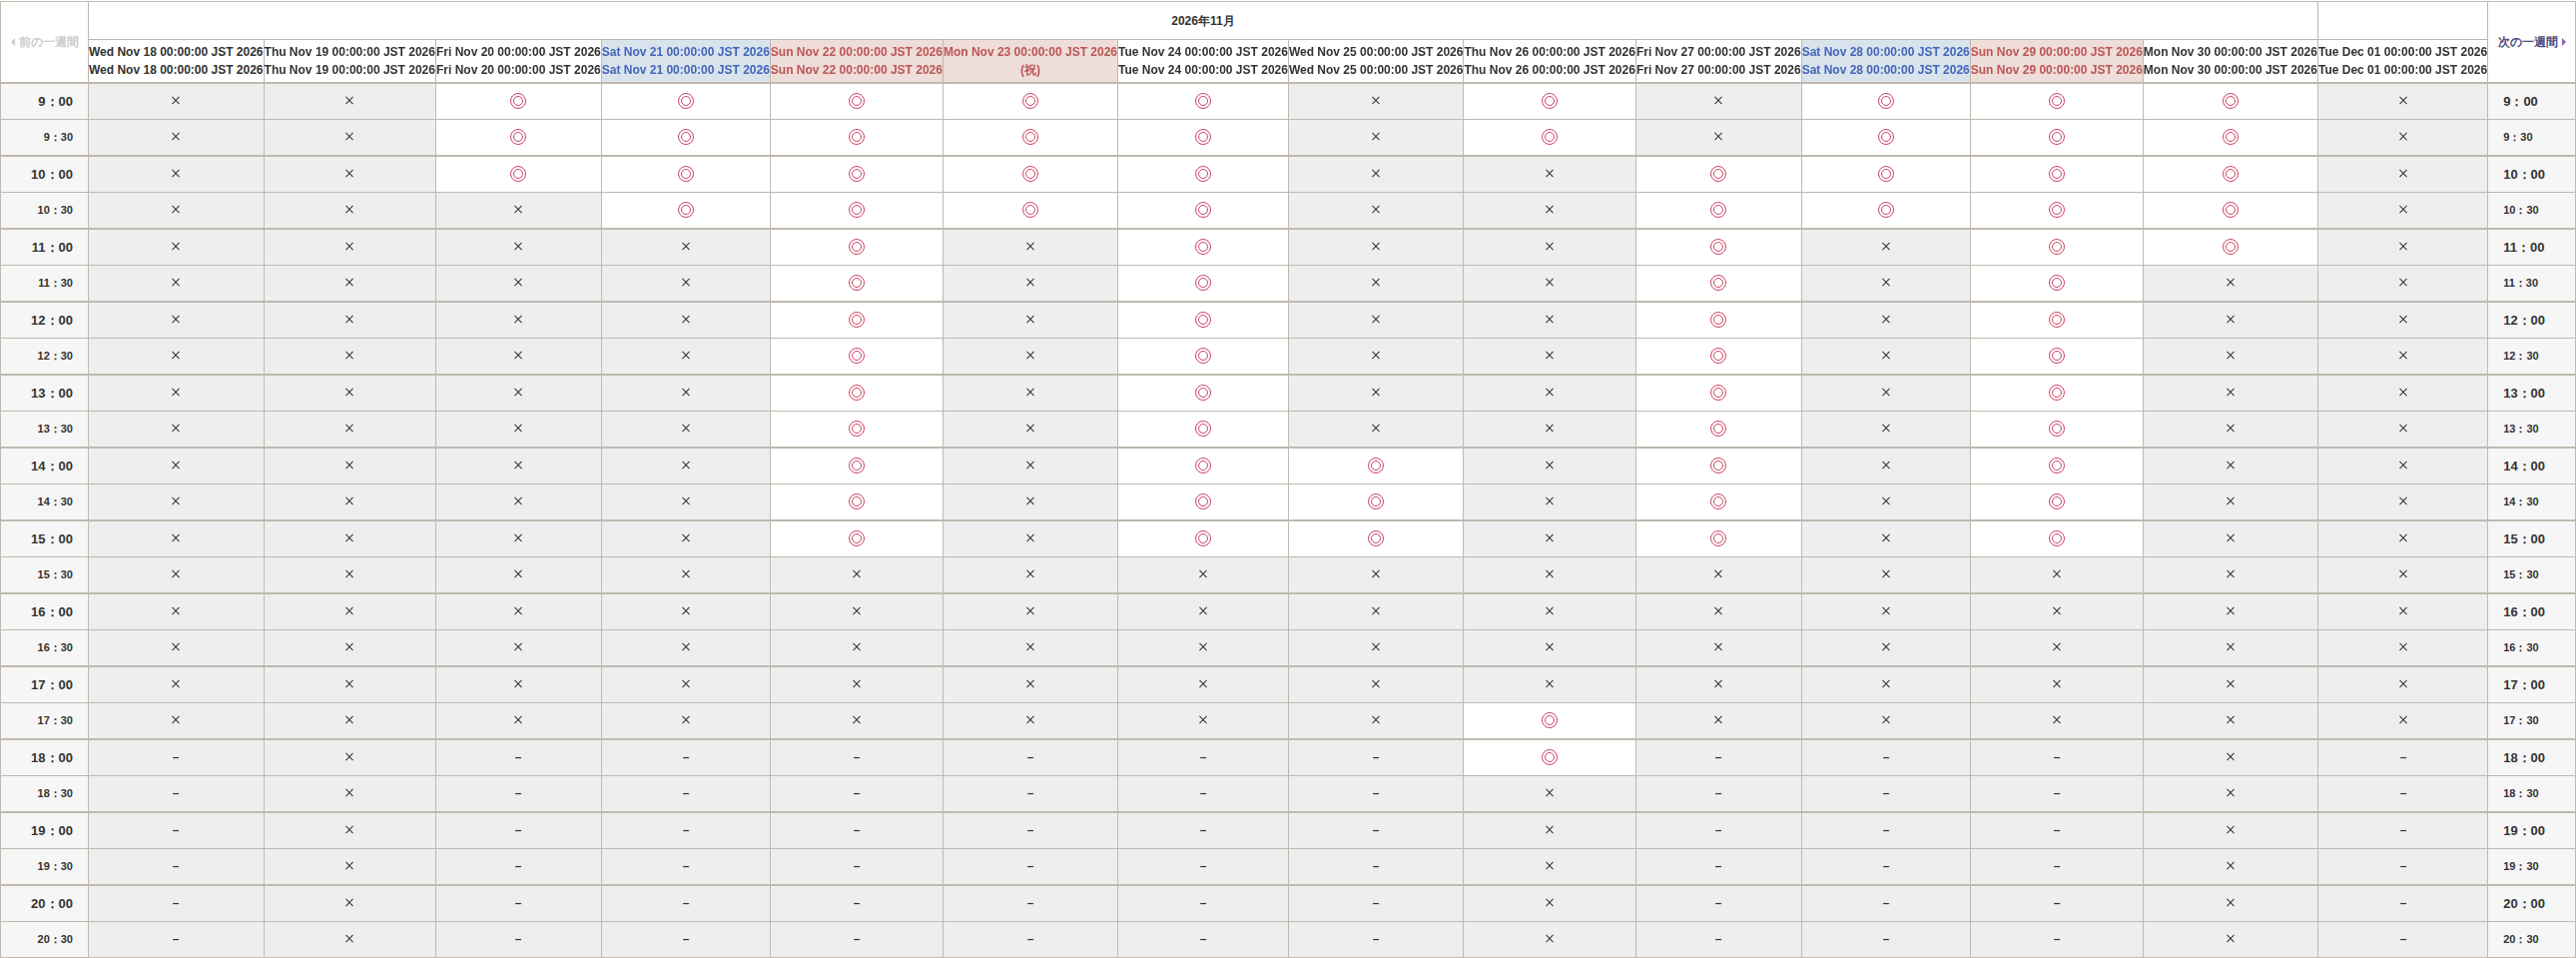 前の一週間 2026年11月 次の一週間
Wed Nov 18 00:00:00 JST 2026 Thu Nov 19 00:00:00 JST 2026 Fri Nov 20 00:00:00 JST 2026 Sat Nov 21 00:00:00 JST 2026 Sun Nov 22 00:00:00 JST 2026 Mon Nov 23 00:00:00 JST 2026 Tue Nov 24 00:00:00 JST 2026 Wed Nov 25 00:00:00 JST 2026 Thu Nov 26 00:00:00 JST 2026 Fri Nov 27 00:00:00 JST 2026 Sat Nov 28 00:00:00 JST 2026 Sun Nov 29 00:00:00 JST 2026 Mon Nov 30 00:00:00 JST 2026 Tue Dec 01 00:00:00 JST 2026
Wed Nov 18 00:00:00 JST 2026 Thu Nov 19 00:00:00 JST 2026 Fri Nov 20 00:00:00 JST 2026 Sat Nov 21 00:00:00 JST 2026 Sun Nov 22 00:00:00 JST 2026 (祝) Tue Nov 24 00:00:00 JST 2026 Wed Nov 25 00:00:00 JST 2026 Thu Nov 26 00:00:00 JST 2026 Fri Nov 27 00:00:00 JST 2026 Sat Nov 28 00:00:00 JST 2026 Sun Nov 29 00:00:00 JST 2026 Mon Nov 30 00:00:00 JST 2026 Tue Dec 01 00:00:00 JST 2026
9：00 × × ◎ ◎ ◎ ◎ ◎ × ◎ × ◎ ◎ ◎ × 9：00
9：30 × × ◎ ◎ ◎ ◎ ◎ × ◎ × ◎ ◎ ◎ × 9：30
10：00 × × ◎ ◎ ◎ ◎ ◎ × × ◎ ◎ ◎ ◎ × 10：00
10：30 × × × ◎ ◎ ◎ ◎ × × ◎ ◎ ◎ ◎ × 10：30
11：00 × × × × ◎ × ◎ × × ◎ × ◎ ◎ × 11：00
11：30 × × × × ◎ × ◎ × × ◎ × ◎ × × 11：30
12：00 × × × × ◎ × ◎ × × ◎ × ◎ × × 12：00
12：30 × × × × ◎ × ◎ × × ◎ × ◎ × × 12：30
13：00 × × × × ◎ × ◎ × × ◎ × ◎ × × 13：00
13：30 × × × × ◎ × ◎ × × ◎ × ◎ × × 13：30
14：00 × × × × ◎ × ◎ ◎ × ◎ × ◎ × × 14：00
14：30 × × × × ◎ × ◎ ◎ × ◎ × ◎ × × 14：30
15：00 × × × × ◎ × ◎ ◎ × ◎ × ◎ × × 15：00
15：30 × × × × × × × × × × × × × × 15：30
16：00 × × × × × × × × × × × × × × 16：00
16：30 × × × × × × × × × × × × × × 16：30
17：00 × × × × × × × × × × × × × × 17：00
17：30 × × × × × × × × ◎ × × × × × 17：30
18：00 － × － － － － － － ◎ － － － × － 18：00
18：30 － × － － － － － － × － － － × － 18：30
19：00 － × － － － － － － × － － － × － 19：00
19：30 － × － － － － － － × － － － × － 19：30
20：00 － × － － － － － － × － － － × － 20：00
20：30 － × － － － － － － × － － － × － 20：30